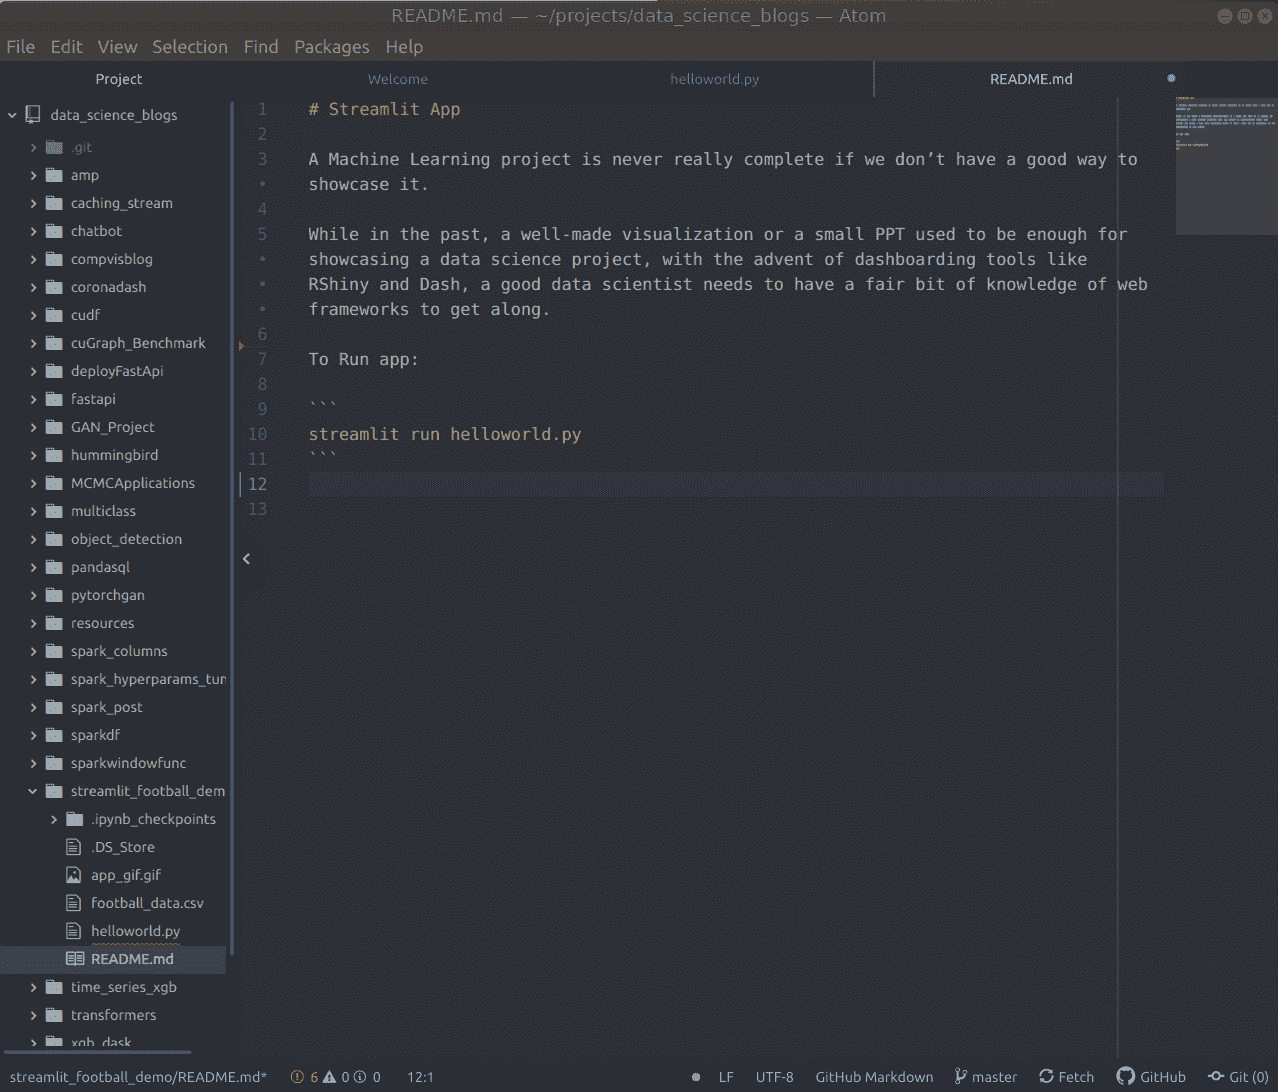 README.md — ~/projects/data_science_blogs — Atom
File Edit View Selection Find Packages Help
Project Welcome helloworld.py README.md
data_science_blogs
.git
amp
caching_stream
chatbot
compvisblog
coronadash
cudf
cuGraph_Benchmark
deployFastApi
fastapi
GAN_Project
hummingbird
MCMCApplications
multiclass
object_detection
pandasql
pytorchgan
resources
spark_columns
spark_hyperparams_tun
spark_post
sparkdf
sparkwindowfunc
streamlit_football_dem
.ipynb_checkpoints
.DS_Store
app_gif.gif
football_data.csv
helloworld.py
README.md
time_series_xgb
transformers
xgb_dask
1 # Streamlit App
2
3 A Machine Learning project is never really complete if we don’t have a good way to
• showcase it.
4
5 While in the past, a well-made visualization or a small PPT used to be enough for
• showcasing a data science project, with the advent of dashboarding tools like
• RShiny and Dash, a good data scientist needs to have a fair bit of knowledge of web
• frameworks to get along.
6
7 To Run app:
8
9 ```
10 streamlit run helloworld.py
11 ```
12
13
streamlit_football_demo/README.md* 6 0 0 12:1 LF UTF-8 GitHub Markdown master Fetch GitHub Git (0)